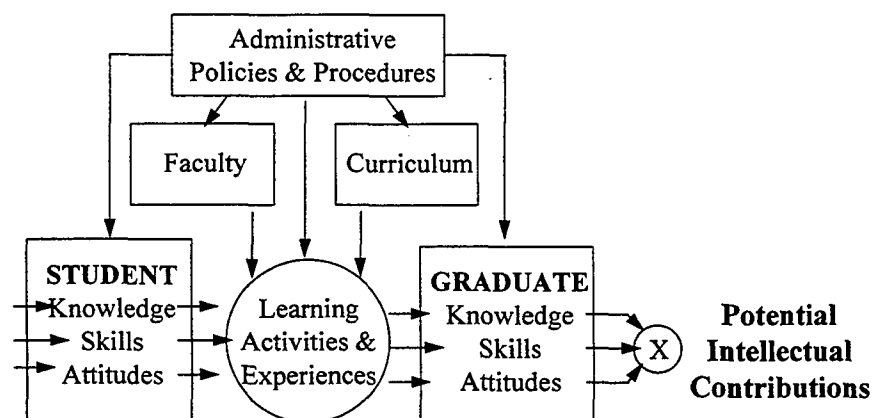 Administrative
Policies & Procedures
Faculty
Curriculum
STUDENT
Knowledge
Skills
Attitudes
Learning
Activities &
Experiences
GRADUATE
Knowledge
Skills
Attitudes
X
Potential
Intellectual
Contributions